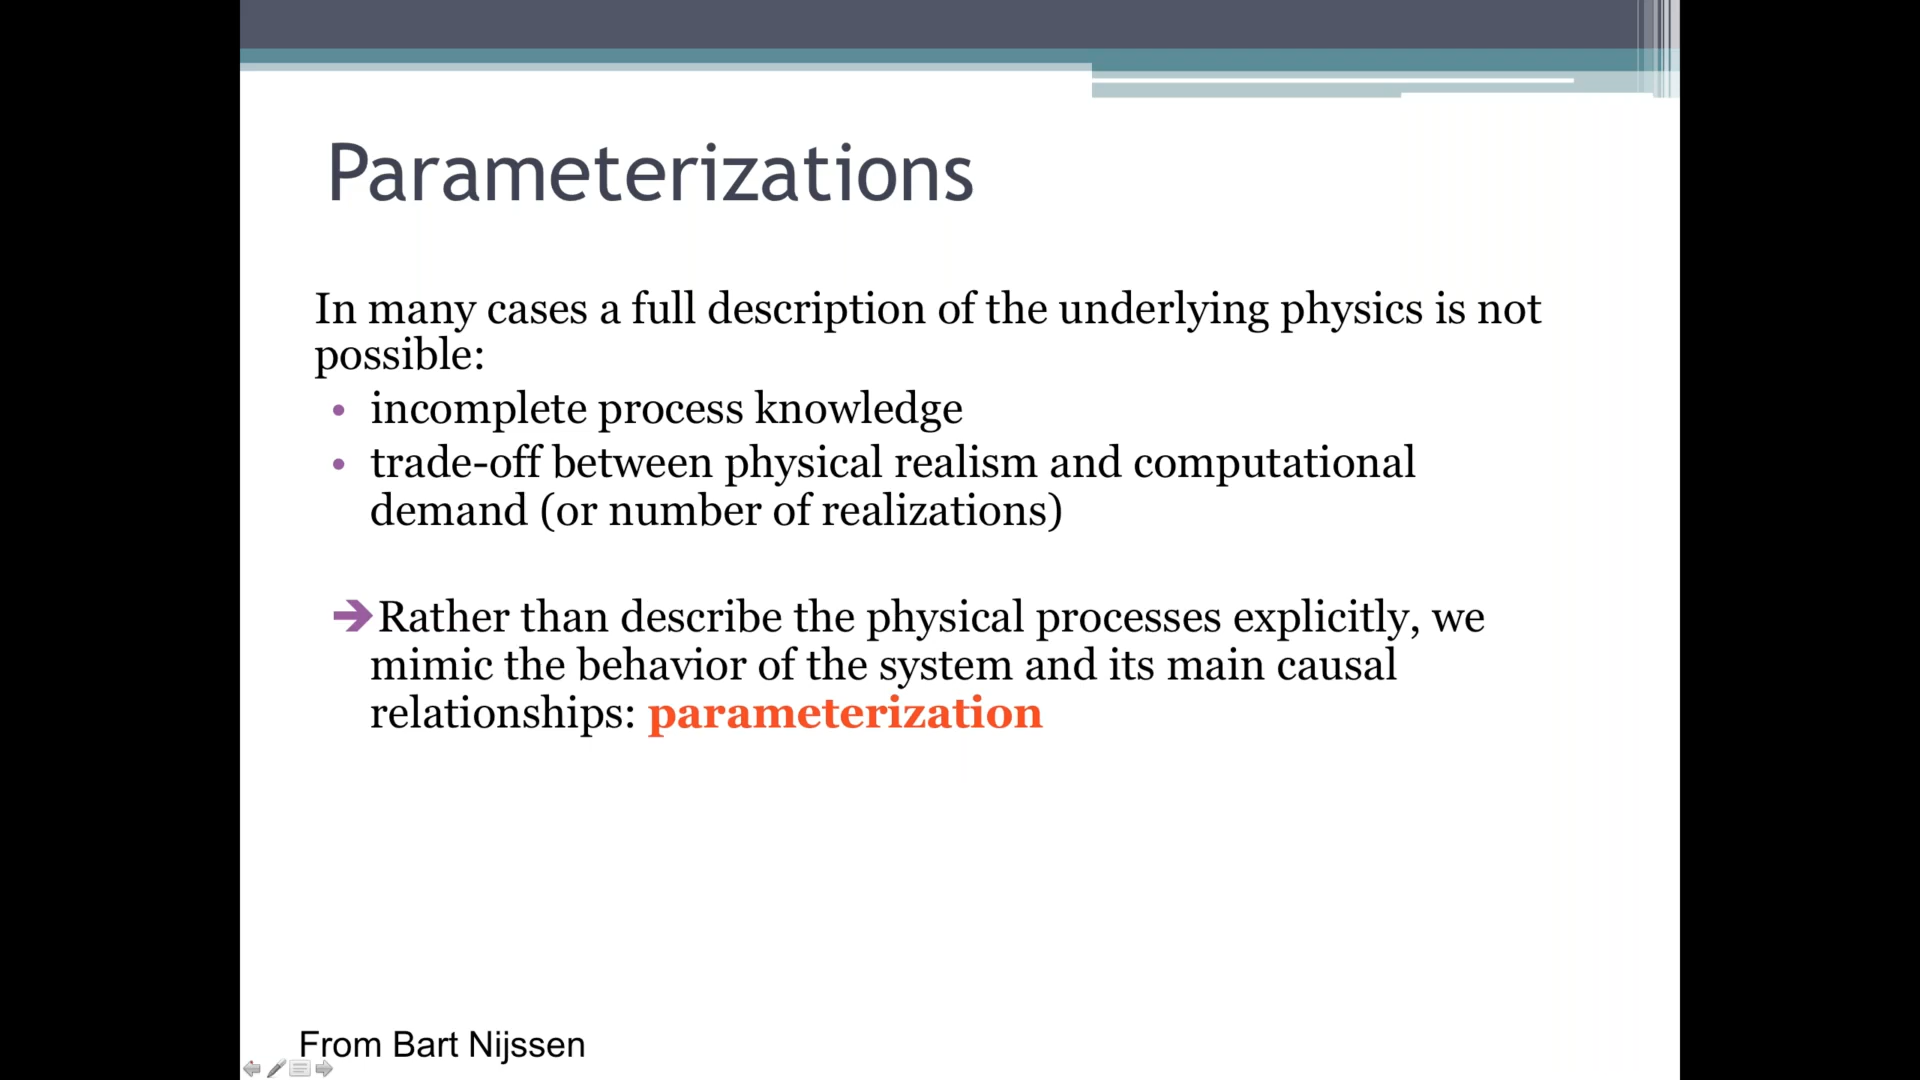 Parameterizations
In many cases a full description of the underlying physics is not
possible:
• incomplete process knowledge
• trade-off between physical realism and computational
demand (or number of realizations)
➔Rather than describe the physical processes explicitly, we
mimic the behavior of the system and its main causal
relationships: parameterization
From Bart Nijssen